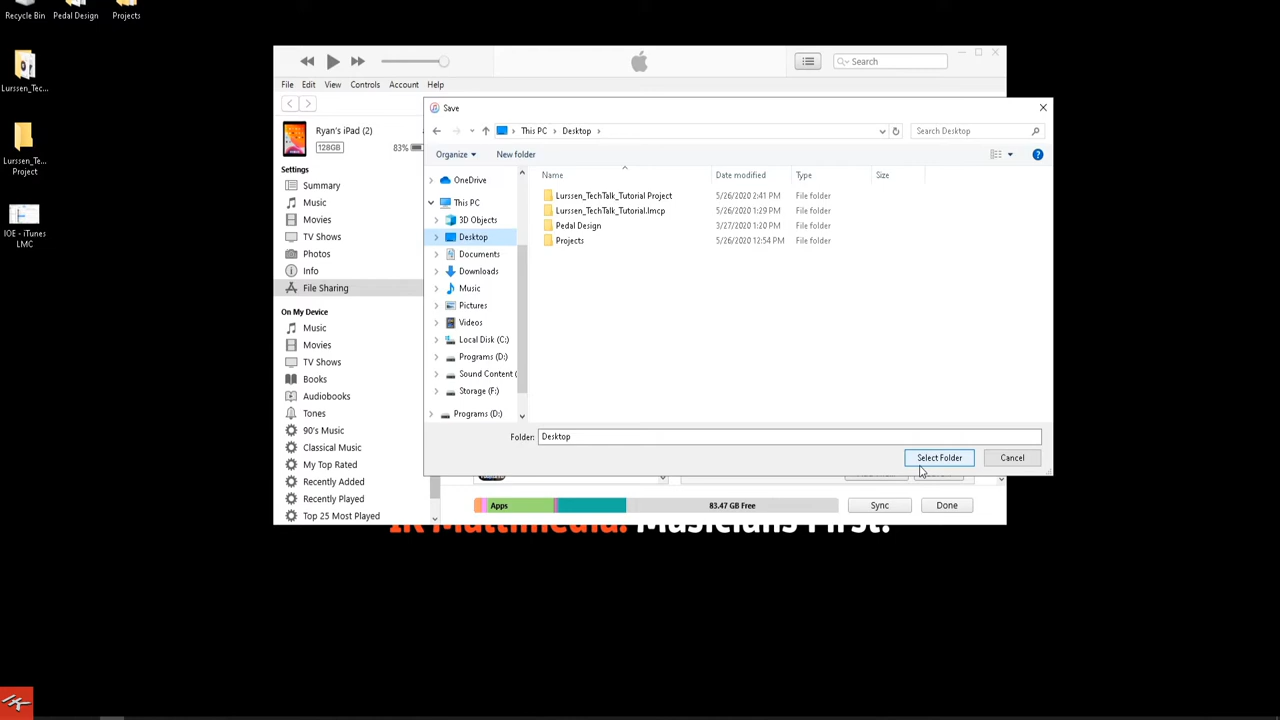 Recycle Bin
Pedal Design
Projects
Lurssen_Tec...
Lurssen_Te...
Project
IOE - iTunes
LMC
Search
File Edit View Controls Account Help
Ryan's iPad (2)
128GB
83%
Settings
Summary
Music
Movies
TV Shows
Photos
Info
File Sharing
On My Device
Music
Movies
TV Shows
Books
Audiobooks
Tones
90's Music
Classical Music
My Top Rated
Recently Added
Recently Played
Top 25 Most Played
Save
This PC > Desktop >
Search Desktop
Organize
New folder
OneDrive
This PC
3D Objects
Desktop
Documents
Downloads
Music
Pictures
Videos
Local Disk (C:)
Programs (D:)
Sound Content (
Storage (F:)
Programs (D:)
Name Date modified Type Size
Lurssen_TechTalk_Tutorial Project 5/26/2020 2:41 PM File folder
Lurssen_TechTalk_Tutorial.lmcp 5/26/2020 1:29 PM File folder
Pedal Design 3/27/2020 1:20 PM File folder
Projects 5/26/2020 12:54 PM File folder
Folder: Desktop
Select Folder Cancel
Apps 83.47 GB Free Sync Done
IK Multimedia. Musicians First.
IK